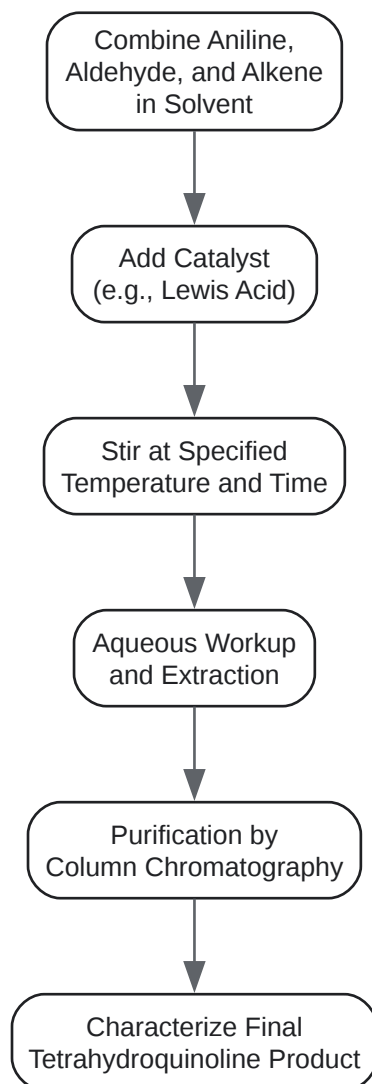 Combine Aniline,
Aldehyde, and Alkene
in Solvent
Add Catalyst
(e.g., Lewis Acid)
Stir at Specified
Temperature and Time
Aqueous Workup
and Extraction
Purification by
Column Chromatography
Characterize Final
Tetrahydroquinoline Product